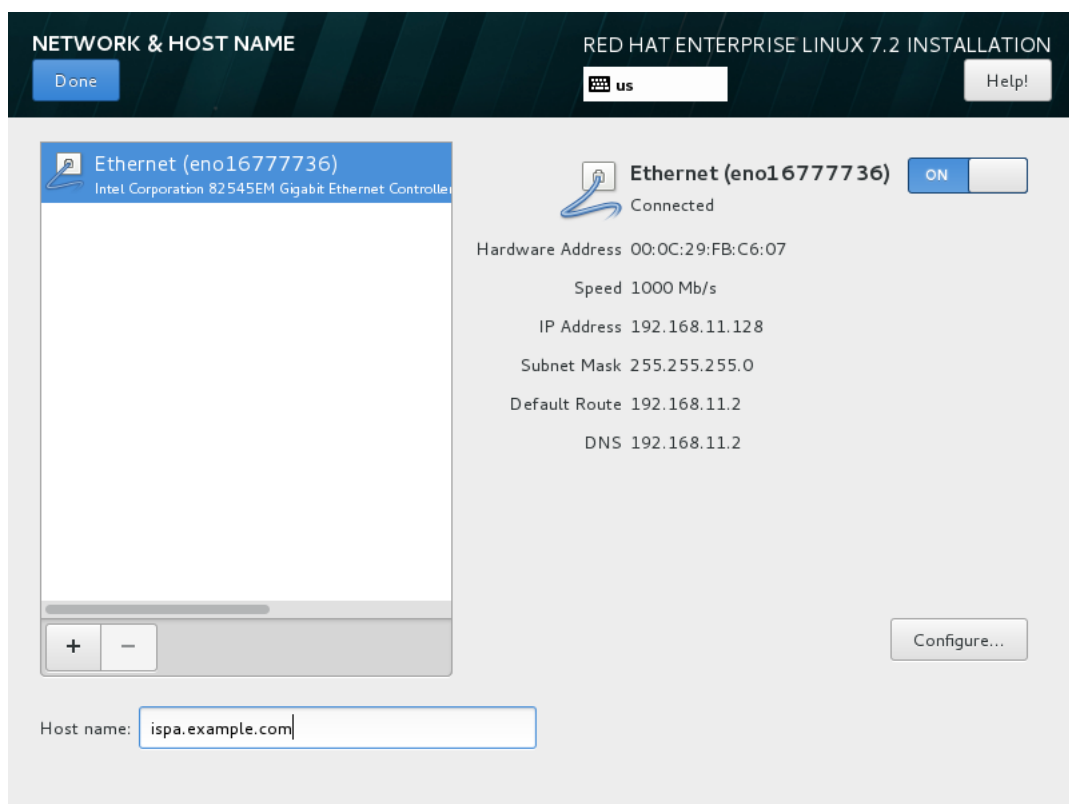 NETWORK & HOST NAME
RED HAT ENTERPRISE LINUX 7.2 INSTALLATION
Done
us
Help!
Ethernet (eno16777736)
Intel Corporation 82545EM Gigabit Ethernet Controller
Ethernet (eno16777736)
ON
Connected
Hardware Address 00:0C:29:FB:C6:07
Speed 1000 Mb/s
IP Address 192.168.11.128
Subnet Mask 255.255.255.0
Default Route 192.168.11.2
DNS 192.168.11.2
+ −
Configure...
Host name: ispa.example.com